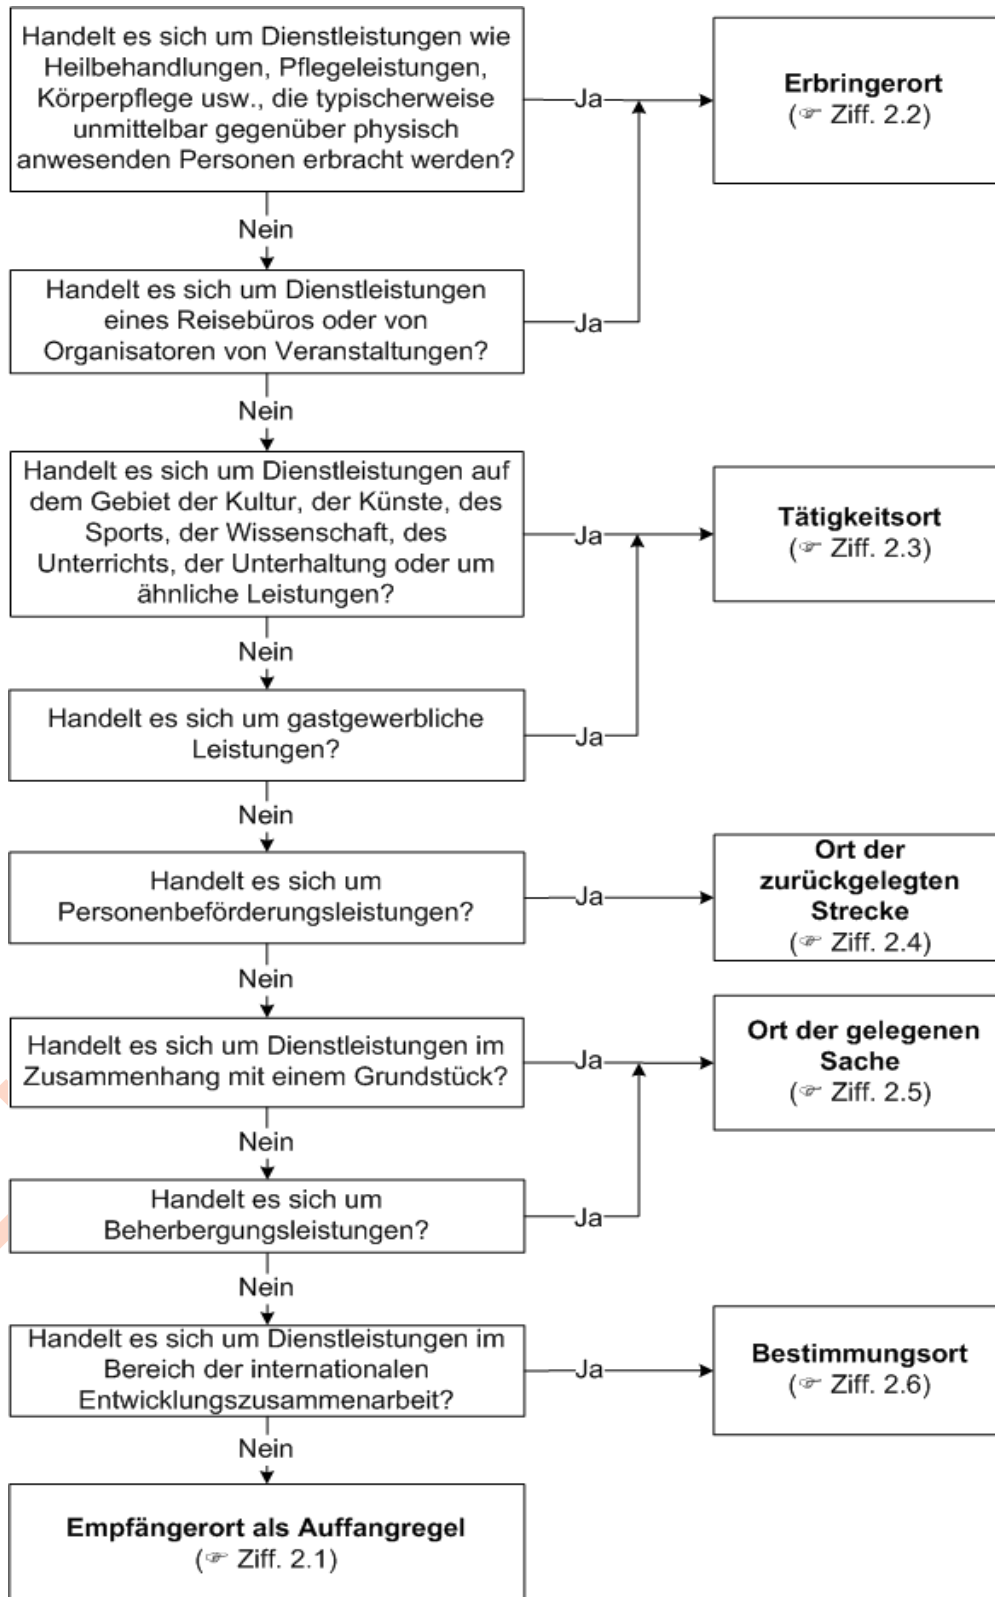 Handelt es sich um Dienstleistungen wie
Heilbehandlungen, Pflegeleistungen,
Körperpflege usw., die typischerweise
unmittelbar gegenüber physisch
anwesenden Personen erbracht werden?
Ja
Erbringerort
(☞ Ziff. 2.2)
Nein
Handelt es sich um Dienstleistungen
eines Reisebüros oder von
Organisatoren von Veranstaltungen?
Ja
Nein
Handelt es sich um Dienstleistungen auf
dem Gebiet der Kultur, der Künste, des
Sports, der Wissenschaft, des
Unterrichts, der Unterhaltung oder um
ähnliche Leistungen?
Ja
Tätigkeitsort
(☞ Ziff. 2.3)
Nein
Handelt es sich um gastgewerbliche
Leistungen?
Ja
Nein
Handelt es sich um
Personenbeförderungsleistungen?
Ja
Ort der
zurückgelegten
Strecke
(☞ Ziff. 2.4)
Nein
Handelt es sich um Dienstleistungen im
Zusammenhang mit einem Grundstück?
Ja
Ort der gelegenen
Sache
(☞ Ziff. 2.5)
Nein
Handelt es sich um
Beherbergungsleistungen?
Ja
Nein
Handelt es sich um Dienstleistungen im
Bereich der internationalen
Entwicklungszusammenarbeit?
Ja
Bestimmungsort
(☞ Ziff. 2.6)
Nein
Empfängerort als Auffangregel
(☞ Ziff. 2.1)